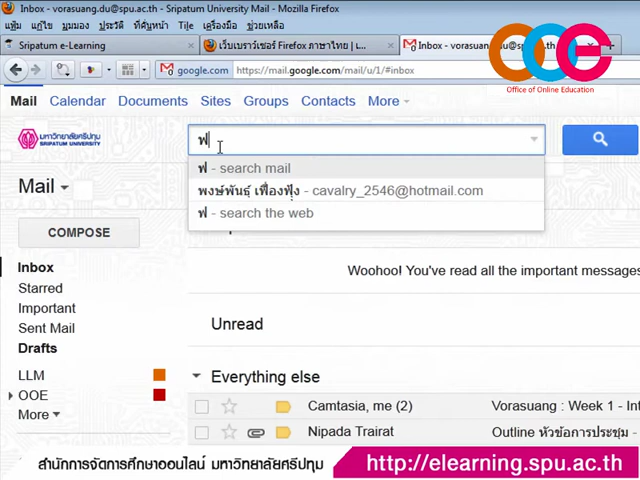 Inbox - vorasuang.du@spu.ac.th - Sripatum University Mail - Mozilla Firefox
แฟ้ม แก้ไข มุมมอง ประวัติ ที่คั่นหน้า Tile เครื่องมือ ช่วยเหลือ
Sripatum e-Learning
เว็บเบราว์เซอร์ Firefox ภาษาไทย | ...
Inbox - vorasuang.du@spu.ac.th
google.com
https://mail.google.com/mail/u/1/#inbox
ooe
Office of Online Education
Mail Calendar Documents Sites Groups Contacts More
มหาวิทยาลัยศรีปทุม
SRIPATUM UNIVERSITY
ฟ
ฟ - search mail
พงษ์พันธุ์ เฟื่องฟุ้ง - cavalry_2546@hotmail.com
ฟ - search the web
Mail
COMPOSE
Inbox
Starred
Important
Sent Mail
Drafts
LLM
OOE
More
Woohoo! You've read all the important messages
Unread
Everything else
Camtasia, me (2) Vorasuang : Week 1 - Int
Nipada Trairat Outline หัวข้อการประชุม -
สำนักการจัดการศึกษาออนไลน์ มหาวิทยาลัยศรีปทุม
http://elearning.spu.ac.th